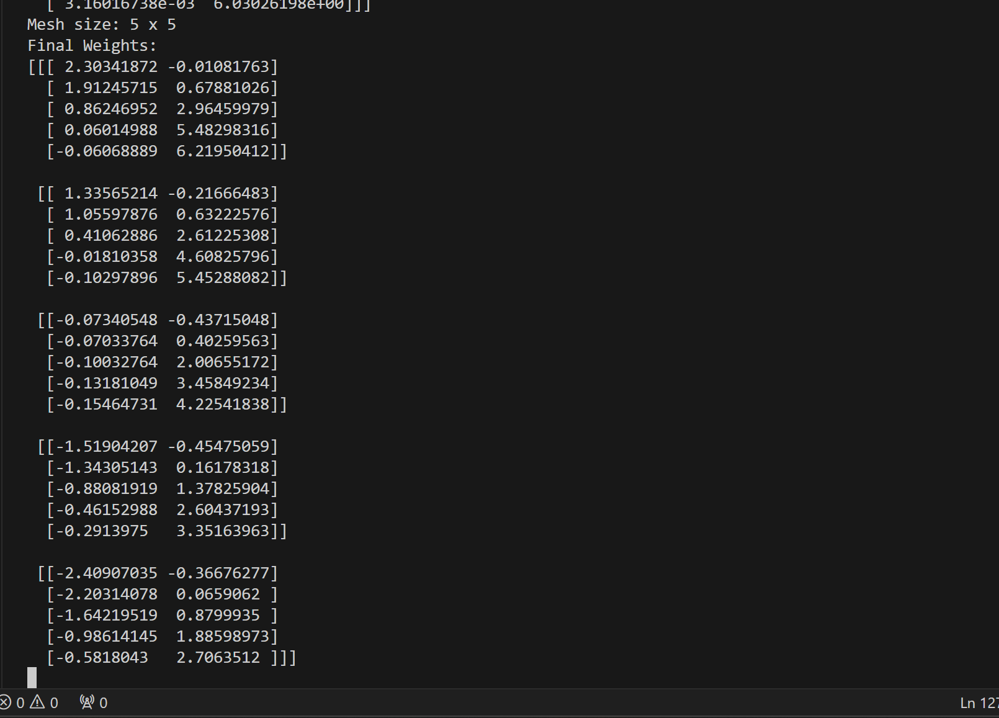 [ 3.16016738e-03  6.03026198e+00]]]
Mesh size: 5 x 5
Final Weights:
[[[ 2.30341872 -0.01081763]
  [ 1.91245715  0.67881026]
  [ 0.86246952  2.96459979]
  [ 0.06014988  5.48298316]
  [-0.06068889  6.21950412]]

 [[ 1.33565214 -0.21666483]
  [ 1.05597876  0.63222576]
  [ 0.41062886  2.61225308]
  [-0.01810358  4.60825796]
  [-0.10297896  5.45288082]]

 [[-0.07340548 -0.43715048]
  [-0.07033764  0.40259563]
  [-0.10032764  2.00655172]
  [-0.13181049  3.45849234]
  [-0.15464731  4.22541838]]

 [[-1.51904207 -0.45475059]
  [-1.34305143  0.16178318]
  [-0.88081919  1.37825904]
  [-0.46152988  2.60437193]
  [-0.2913975   3.35163963]]

 [[-2.40907035 -0.36676277]
  [-2.20314078  0.0659062 ]
  [-1.64219519  0.8799935 ]
  [-0.98614145  1.88598973]
  [-0.5818043   2.7063512 ]]]
0 0 0 Ln 127